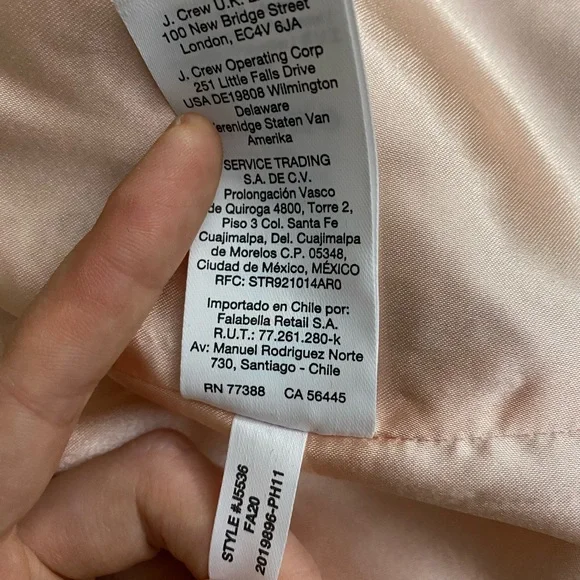 J. Crew U.K.
100 New Bridge Street
London, EC4V 6JA
J. Crew Operating Corp
251 Little Falls Drive
USA DE19808 Wilmington
Delaware
Staten Van
Amerika
SERVICE TRADING
S.A. DE C.V.
Prolongación Vasco
de Quiroga 4800, Torre 2,
Piso 3 Col. Santa Fe
Cuajimalpa, Del. Cuajimalpa
de Morelos C.P. 05348,
Ciudad de México, MÉXICO
RFC: STR921014AR0
Importado en Chile por:
Falabella Retail S.A.
R.U.T.: 77.261.280-k
Av: Manuel Rodriguez Norte
730, Santiago - Chile
RN 77388 CA 56445
STYLE #J5536
FA20
2019896-PH11